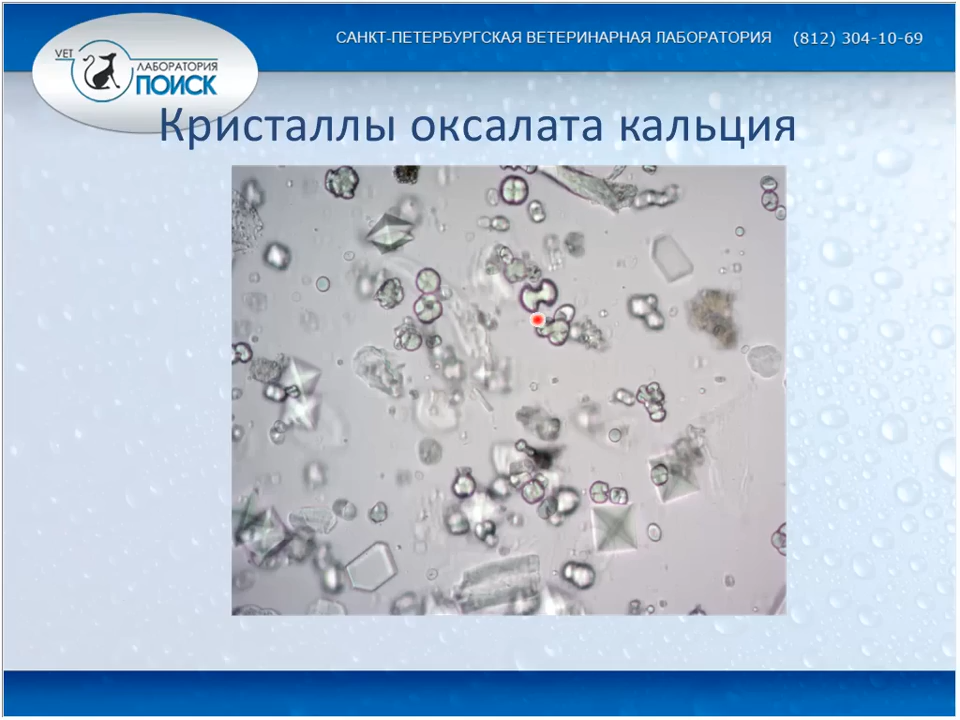 САНКТ-ПЕТЕРБУРГСКАЯ ВЕТЕРИНАРНАЯ ЛАБОРАТОРИЯ (812) 304-10-69
VET
ЛАБОРАТОРИЯ
ПОИСК
Кристаллы оксалата кальция